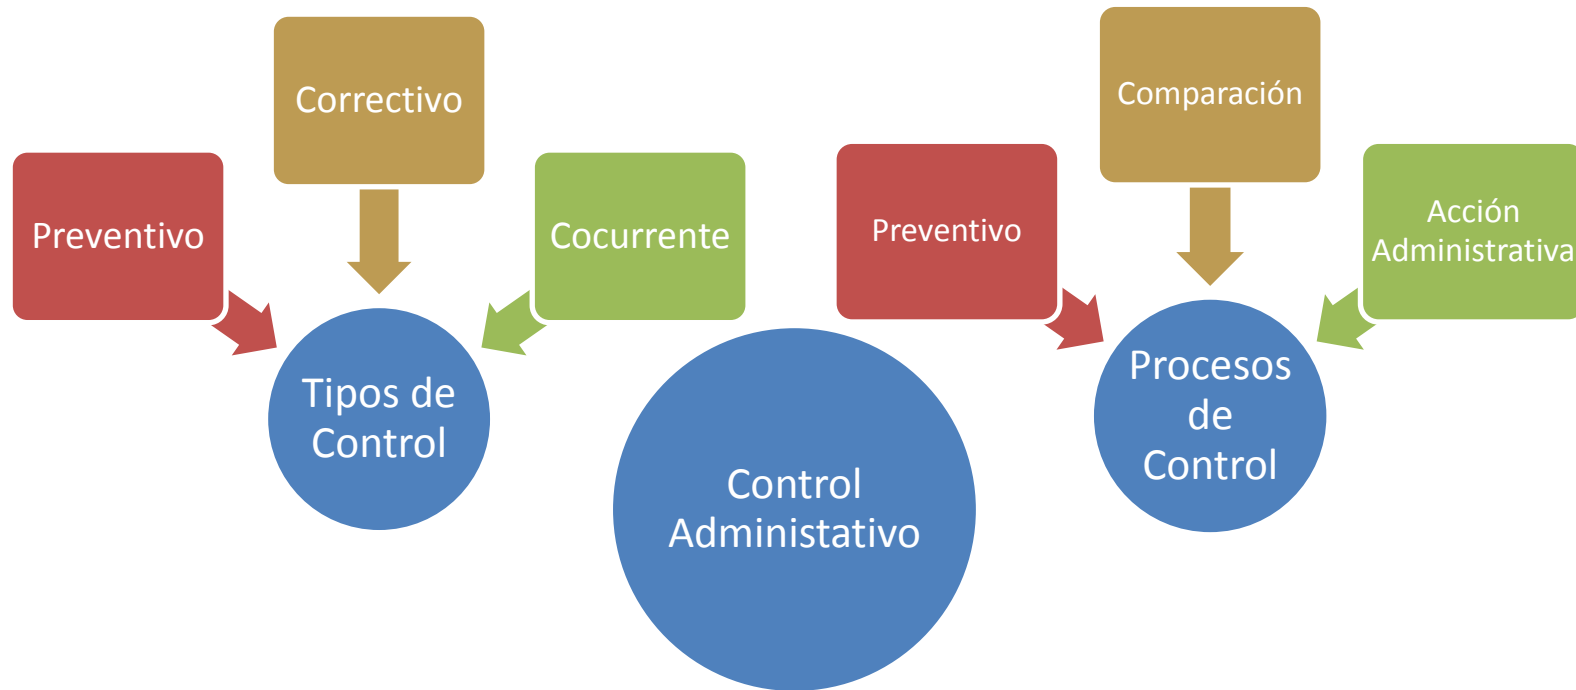 Correctivo
Preventivo
Cocurrente
Tipos de
Control
Control
Administativo
Comparación
Preventivo
Acción
Administrativa
Procesos
de
Control